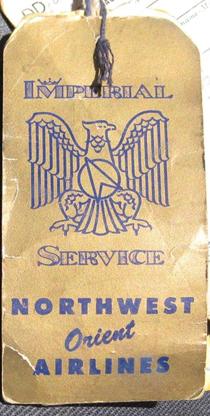 IMPERIAL
SERVICE
NORTHWEST
Orient
AIRLINES